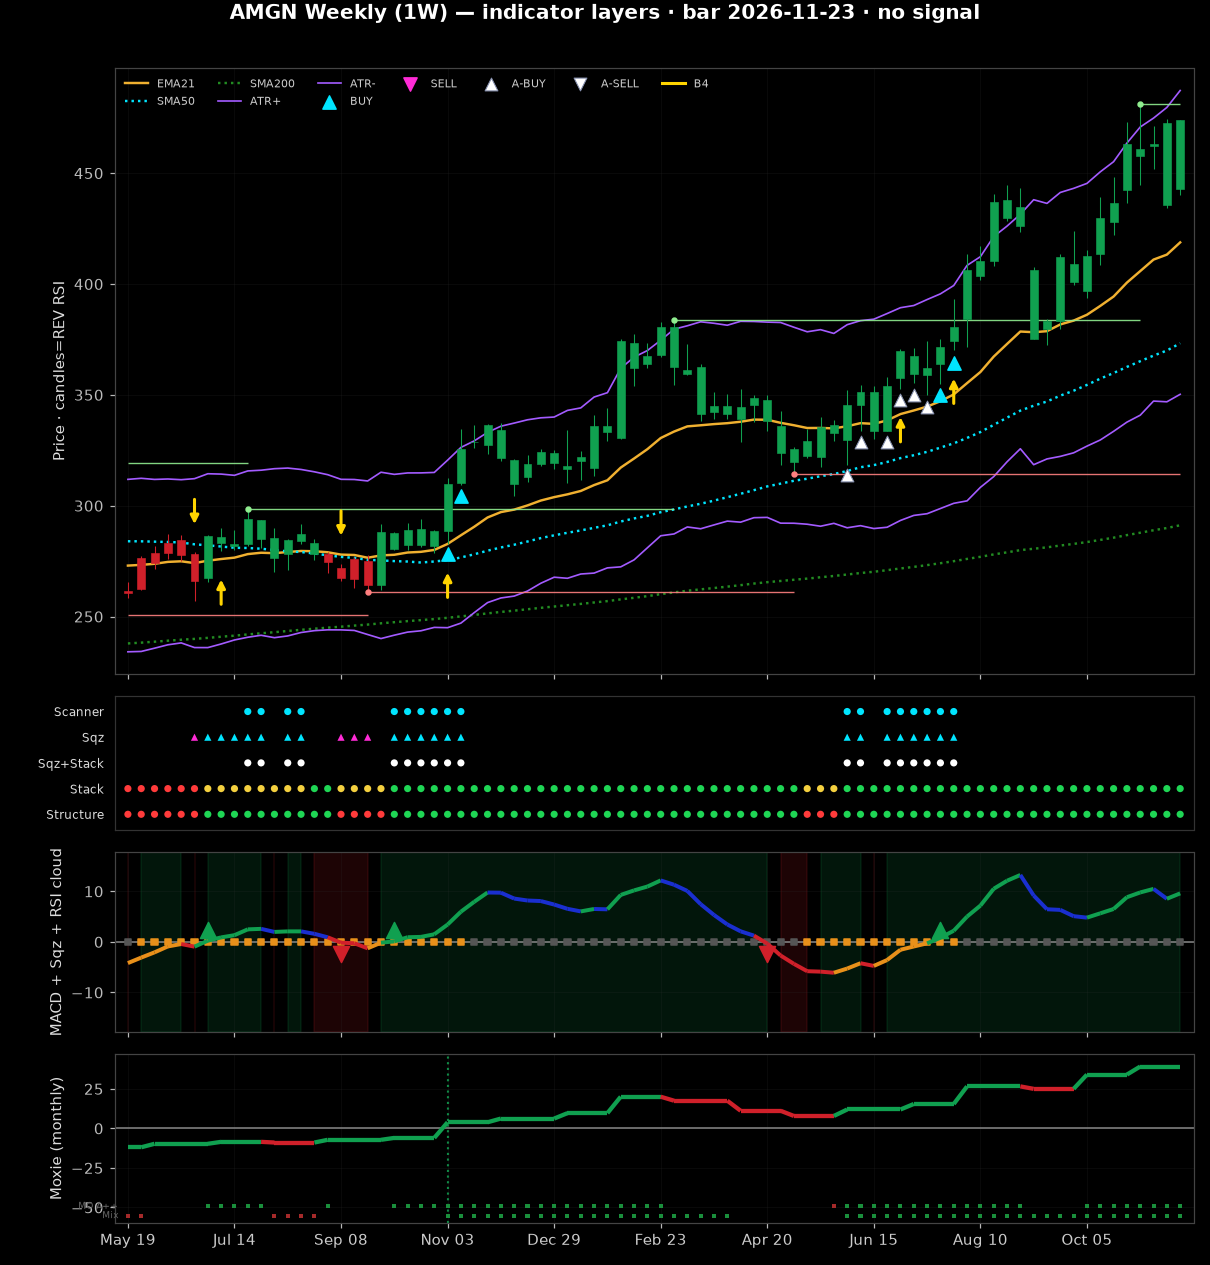 AMGN Weekly (1W) — indicator layers · bar 2026-11-23 · no signal
EMA21 SMA200 ATR- SELL A-BUY A-SELL B4
SMA50 ATR+ BUY
Price · candles=REV RSI
450
400
350
300
250
Scanner
Sqz
Sqz+Stack
Stack
Structure
MACD + Sqz + RSI cloud
10
0
−10
Moxie (monthly)
25
0
−25
−50
Mix
May 19 Jul 14 Sep 08 Nov 03 Dec 29 Feb 23 Apr 20 Jun 15 Aug 10 Oct 05